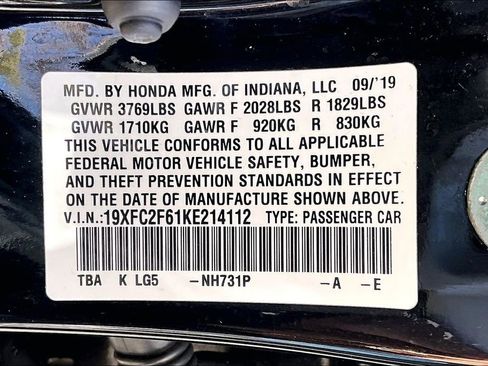 MFD. BY HONDA MFG. OF INDIANA, LLC 09/'19
GVWR 3769LBS GAWR F 2028LBS R 1829LBS
GVWR 1710KG GAWR F 920KG R 830KG
THIS VEHICLE CONFORMS TO ALL APPLICABLE
FEDERAL MOTOR VEHICLE SAFETY, BUMPER,
AND THEFT PREVENTION STANDARDS IN EFFECT
ON THE DATE OF MANUFACTURE SHOWN ABOVE.
V.I.N.:19XFC2F61KE214112 TYPE: PASSENGER CAR
TBA K LG5 -NH731P -A -E